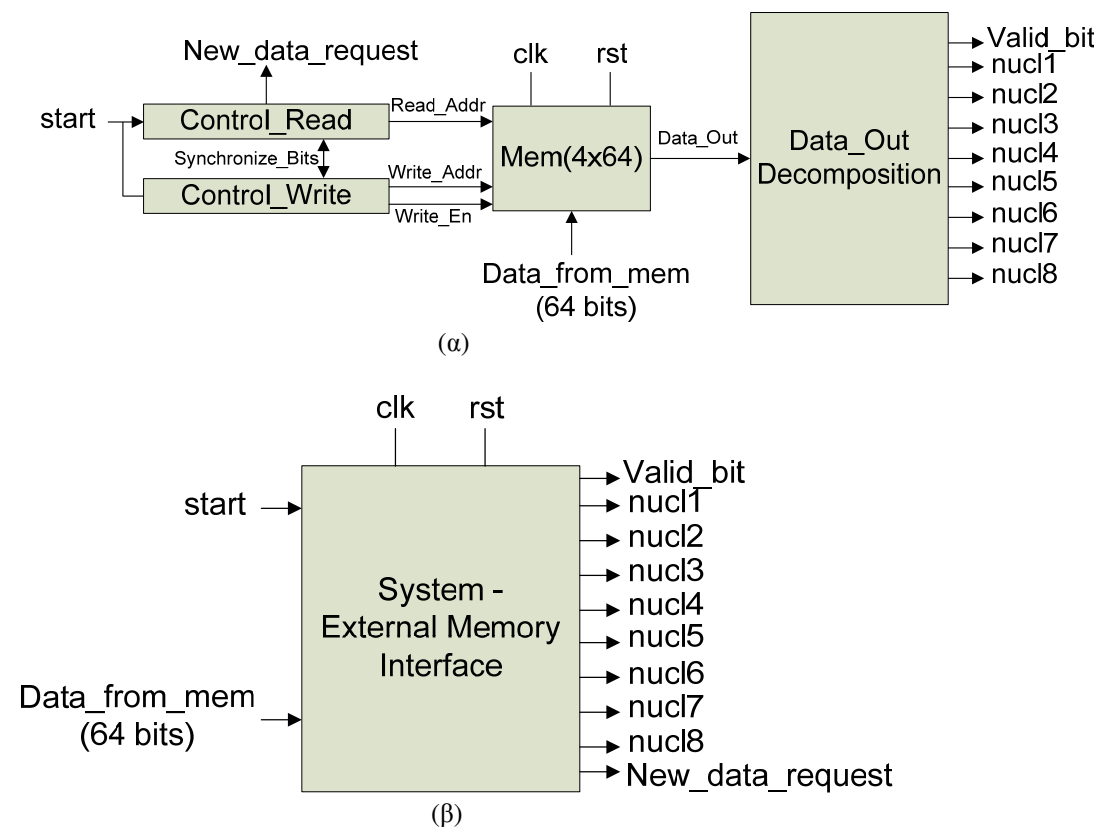 New_data_request
clk
rst
start
Control_Read
Read_Addr
Synchronize_Bits
Control_Write
Write_Addr
Write_En
Mem(4x64)
Data_Out
Data_from_mem
(64 bits)
Data_Out
Decomposition
Valid_bit
nucl1
nucl2
nucl3
nucl4
nucl5
nucl6
nucl7
nucl8
(α)
clk
rst
start
Data_from_mem
(64 bits)
System -
External Memory
Interface
Valid_bit
nucl1
nucl2
nucl3
nucl4
nucl5
nucl6
nucl7
nucl8
New_data_request
(β)